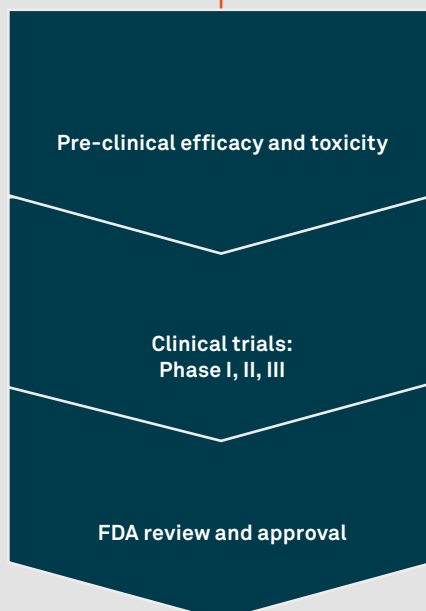 Pre-clinical efficacy and toxicity
Clinical trials:
Phase I, II, III
FDA review and approval